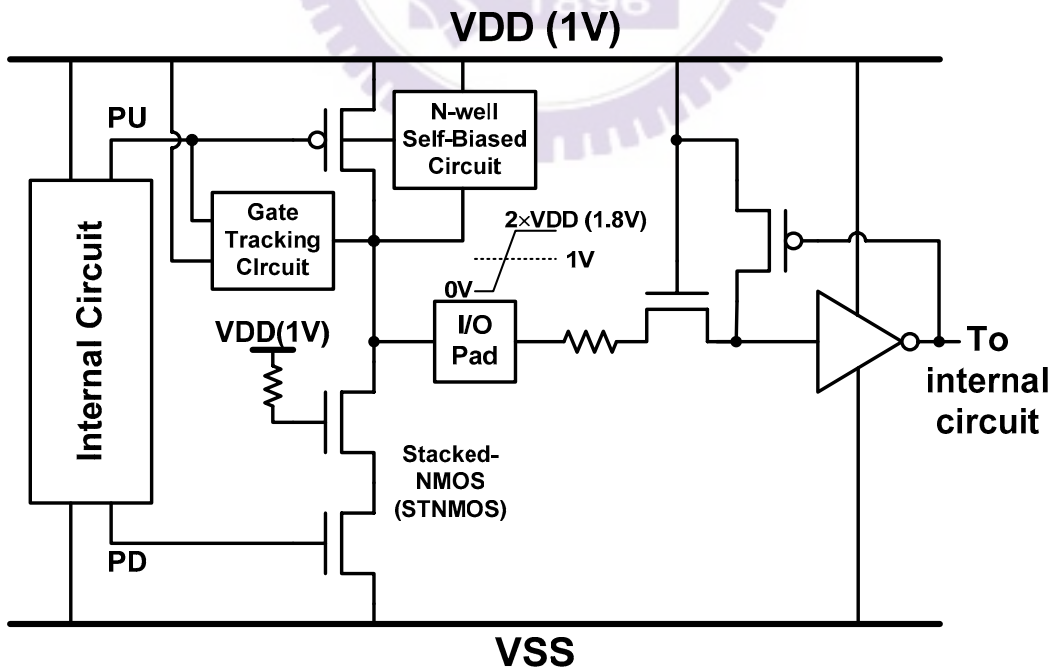 1896
VDD (1V)
PU
N-well
Self-Biased
Circuit
Gate
Tracking
CIrcuit
2×VDD (1.8V)
1V
0V
Internal Circuit
VDD(1V)
I/O
Pad
To
internal
circuit
Stacked-
NMOS
(STNMOS)
PD
VSS